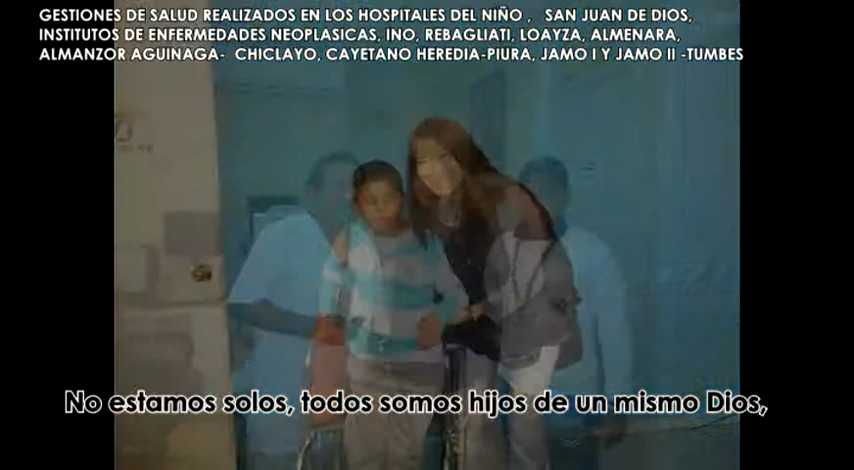 GESTIONES DE SALUD REALIZADOS EN LOS HOSPITALES DEL NIÑO , SAN JUAN DE DIOS,
INSTITUTOS DE ENFERMEDADES NEOPLASICAS, INO, REBAGLIATI, LOAYZA, ALMENARA,
ALMANZOR AGUINAGA- CHICLAYO, CAYETANO HEREDIA-PIURA, JAMO I Y JAMO II -TUMBES
No estamos solos, todos somos hijos de un mismo Dios,